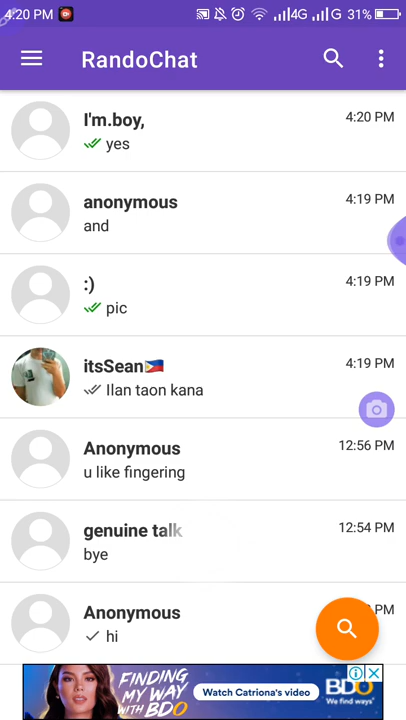 4:20 PM 4G G 31%
RandoChat
I'm.boy, 4:20 PM
yes
anonymous 4:19 PM
and
:) 4:19 PM
pic
itsSean🇵🇭 4:19 PM
Ilan taon kana
Anonymous 12:56 PM
u like fingering
genuine talk 12:54 PM
bye
Anonymous PM
hi
FINDING
MY WAY
WITH BDO
Watch Catriona's video
BDO
We find ways